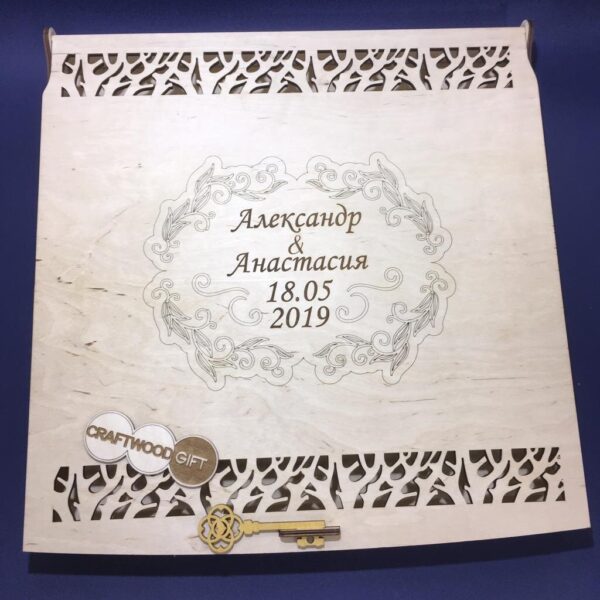 Александр
&
Анастасия
18.05
2019
CRAFTWOOD GIFT